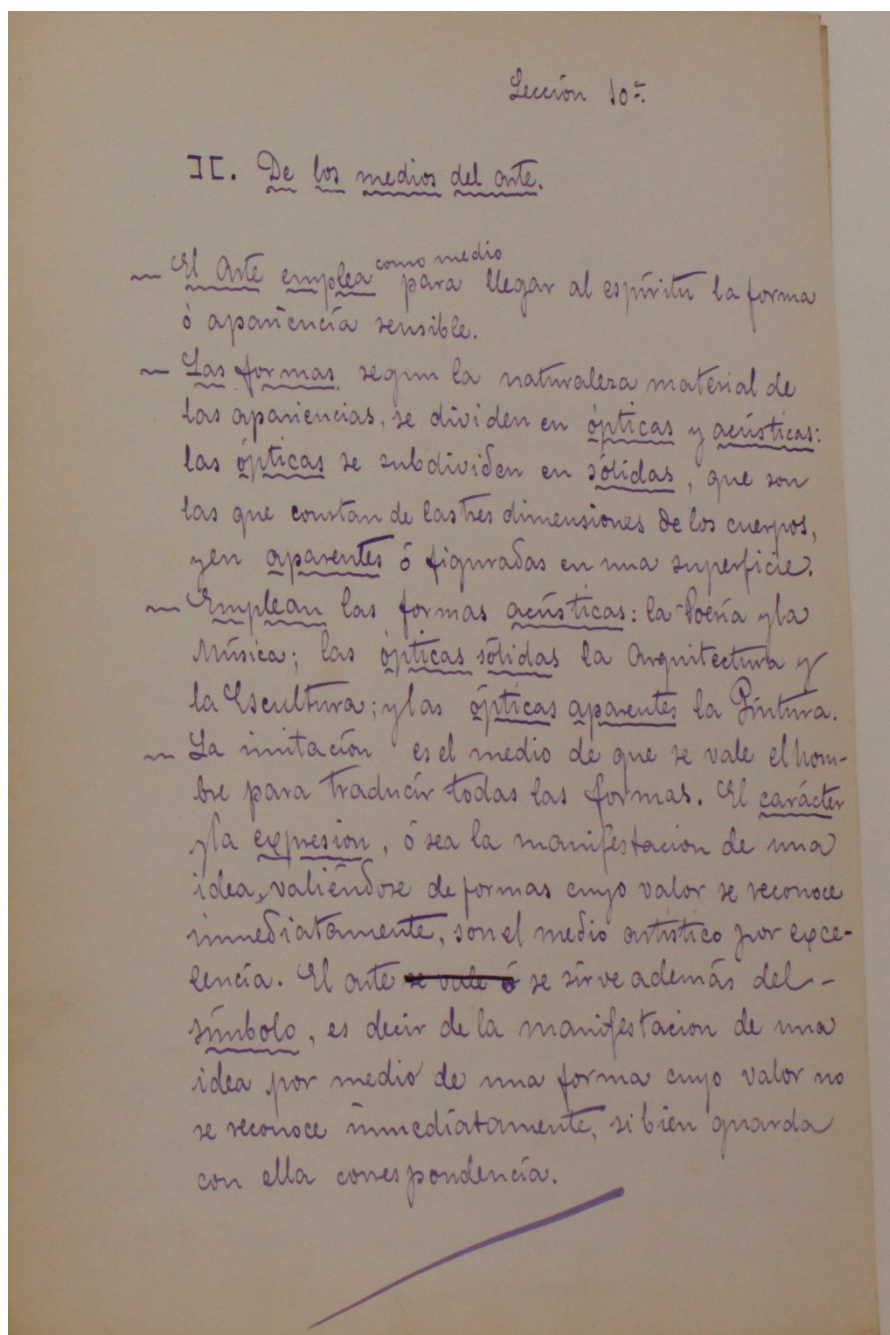 Lección 10ª
II. De los medios del arte.
— El Arte emplea como medio para llegar al espíritu la forma
ó apariencia sensible.
— Las formas segun la naturaleza material de
las apariencias, se dividen en ópticas y acústicas:
las ópticas se subdividen en sólidas, que son
las que constan de las tres dimensiones de los cuerpos,
y en aparentes ó figuradas en una superficie.
— Emplean las formas acústicas: la Poesía y la
Música; las ópticas sólidas la Arquitectura y
la Escultura; y las ópticas aparentes la Pintura.
— La imitación es el medio de que se vale el hom-
bre para traducir todas las formas. El carácter
y la expresion, ó sea la manifestacion de una
idea, valiéndose de formas cuyo valor se reconoce
inmediatamente, son el medio artístico por exce-
lencia. El arte se vale ó se sirve además del -
símbolo, es decir de la manifestacion de una
idea por medio de una forma cuyo valor no
se reconoce inmediatamente, si bien guarda
con ella correspondencia.